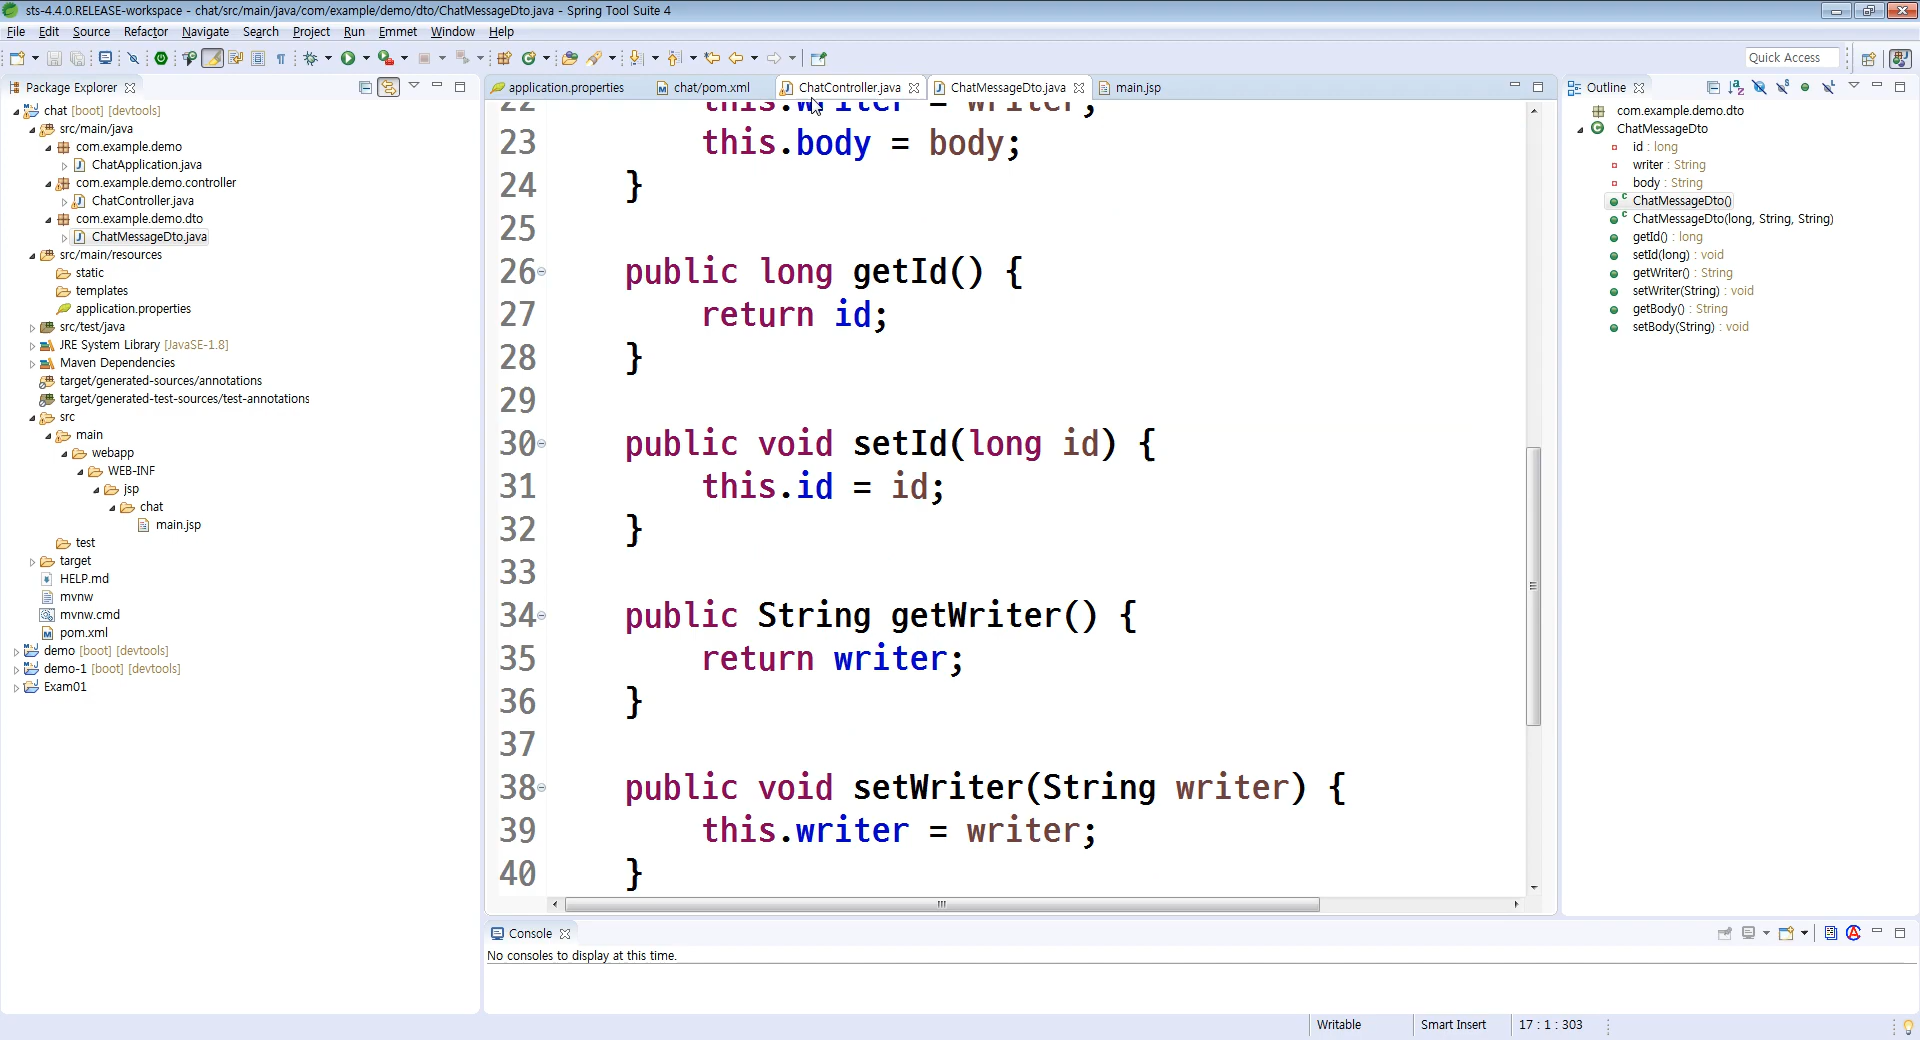 sts-4.4.0.RELEASE-workspace - chat/src/main/java/com/example/demo/dto/ChatMessageDto.java - Spring Tool Suite 4
File Edit Source Refactor Navigate Search Project Run Emmet Window Help
Quick Access
Package Explorer
chat [boot] [devtools]
src/main/java
com.example.demo
ChatApplication.java
com.example.demo.controller
ChatController.java
com.example.demo.dto
ChatMessageDto.java
src/main/resources
static
templates
application.properties
src/test/java
JRE System Library [JavaSE-1.8]
Maven Dependencies
target/generated-sources/annotations
target/generated-test-sources/test-annotations
src
main
webapp
WEB-INF
jsp
chat
main.jsp
test
target
HELP.md
mvnw
mvnw.cmd
pom.xml
demo [boot] [devtools]
demo-1 [boot] [devtools]
Exam01
application.properties chat/pom.xml ChatController.java ChatMessageDto.java main.jsp
22 this.writer = writer;
23 this.body = body;
24 }
25
26 public long getId() {
27 return id;
28 }
29
30 public void setId(long id) {
31 this.id = id;
32 }
33
34 public String getWriter() {
35 return writer;
36 }
37
38 public void setWriter(String writer) {
39 this.writer = writer;
40 }
Outline
com.example.demo.dto
ChatMessageDto
id : long
writer : String
body : String
ChatMessageDto()
ChatMessageDto(long, String, String)
getId() : long
setId(long) : void
getWriter() : String
setWriter(String) : void
getBody() : String
setBody(String) : void
Console
No consoles to display at this time.
Writable Smart Insert 17 : 1 : 303